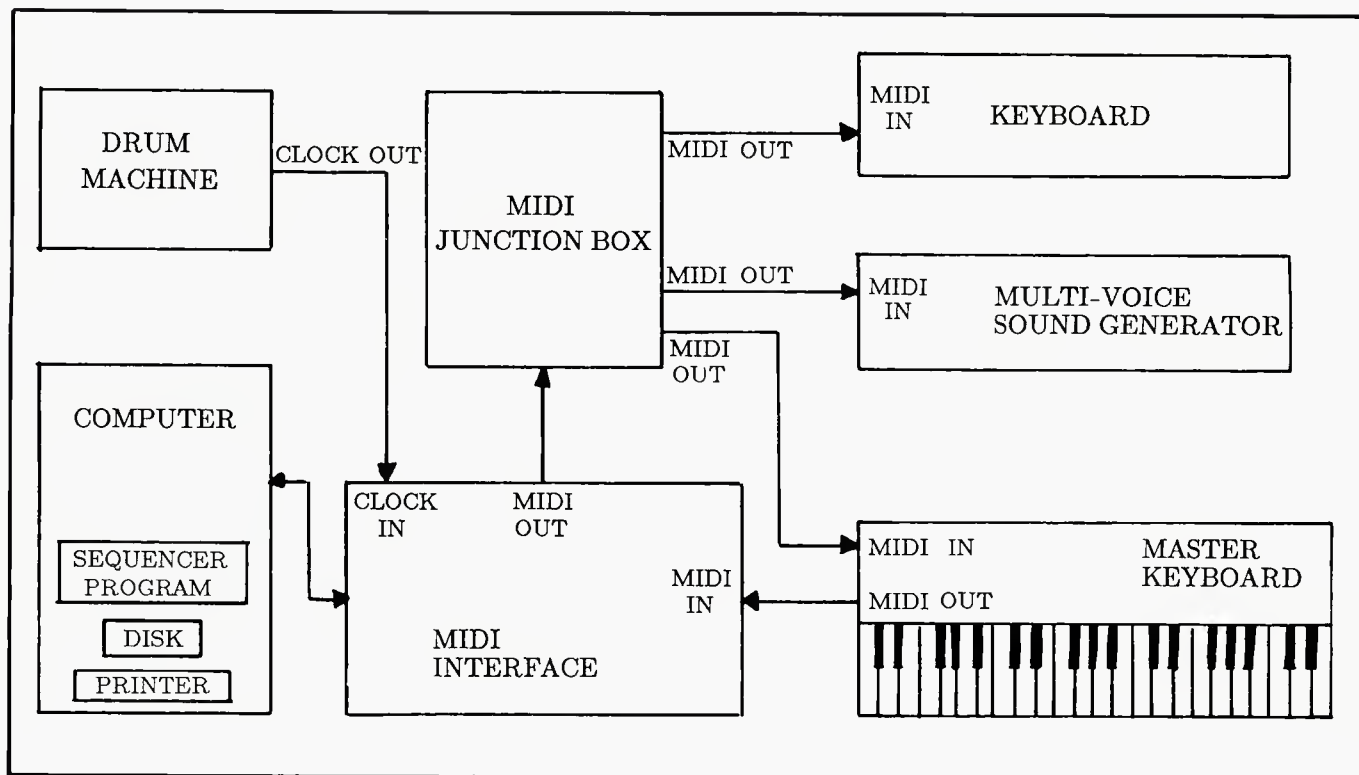 DRUM
MACHINE
CLOCK OUT
MIDI
JUNCTION BOX
MIDI OUT
MIDI
IN
KEYBOARD
MIDI OUT
MIDI
IN
MULTI-VOICE
SOUND GENERATOR
MIDI
OUT
COMPUTER
SEQUENCER
PROGRAM
DISK
PRINTER
CLOCK
IN
MIDI
OUT
MIDI
IN
MIDI
INTERFACE
MIDI IN
MIDI OUT
MASTER
KEYBOARD